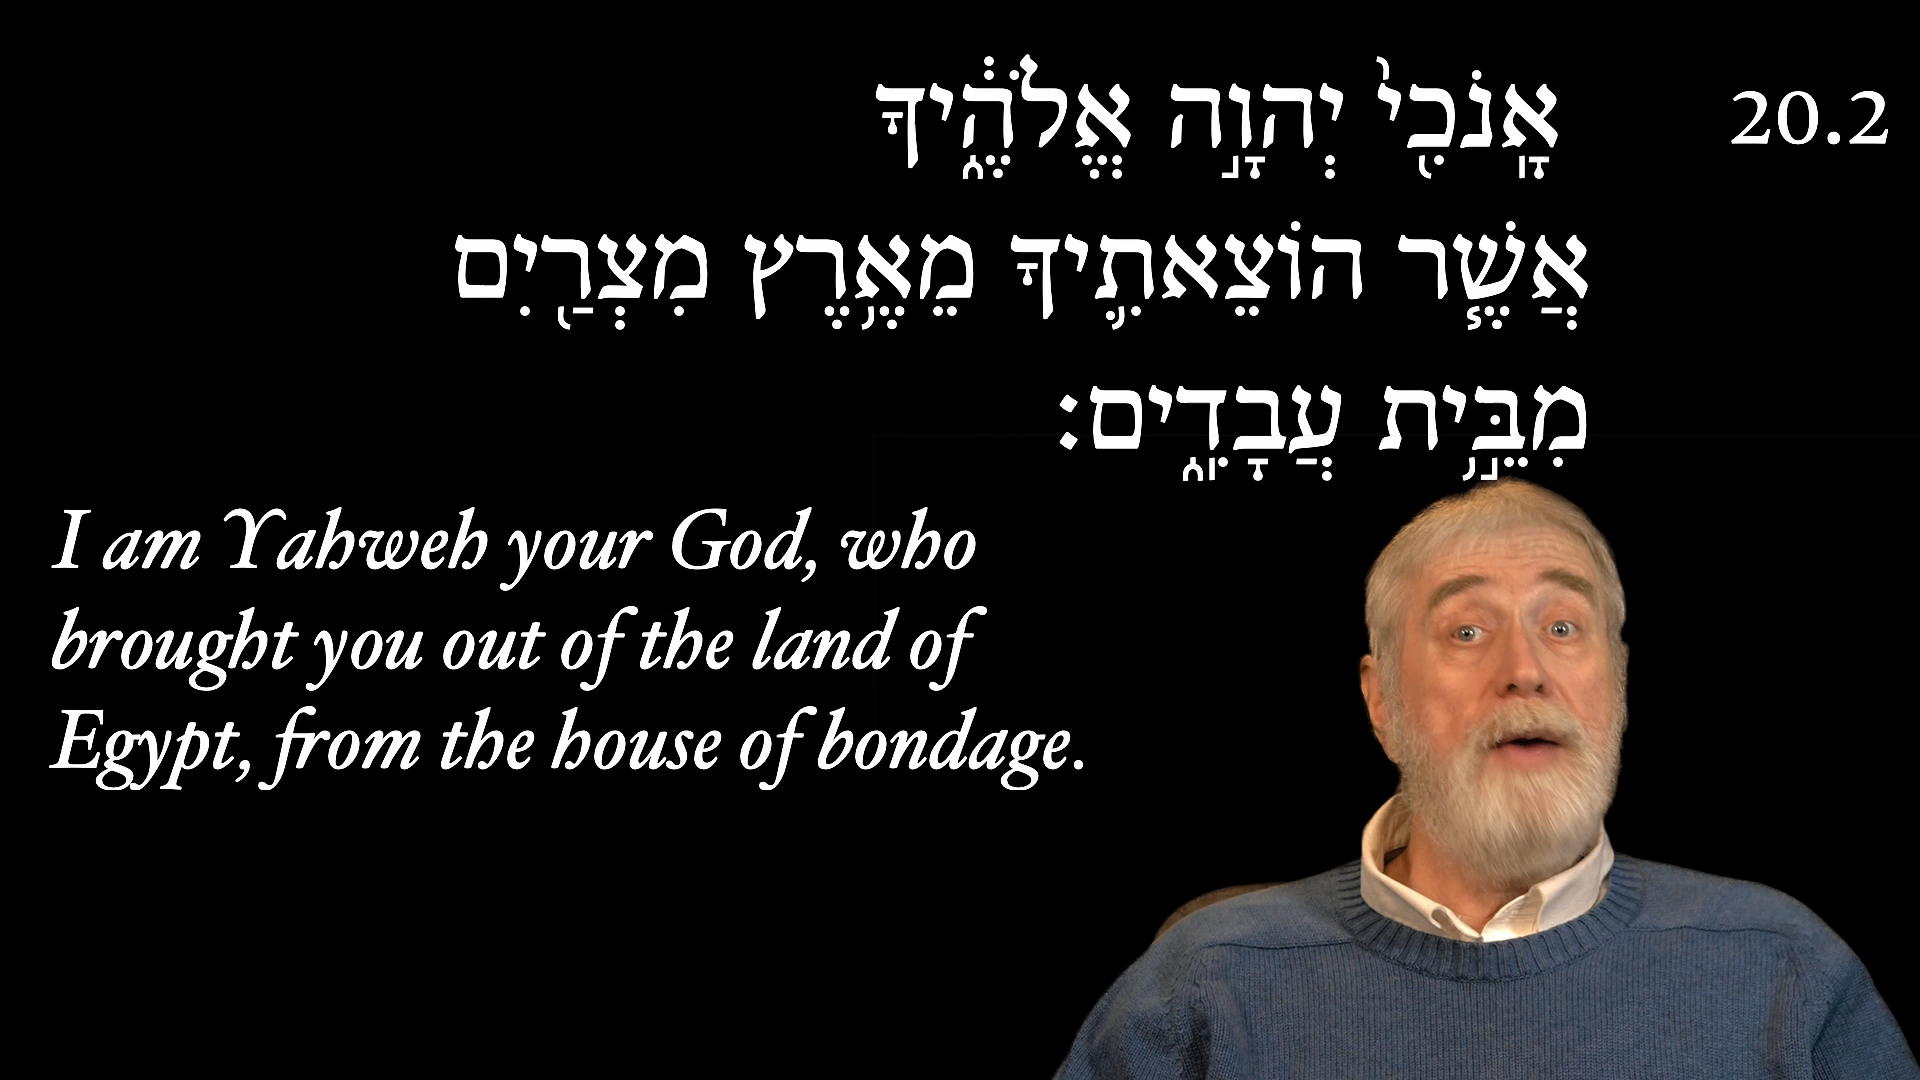 20.2 אָֽנֹכִ֖י֙ יְהוָ֣ה אֱלֹהֶ֑֔יךָ
אֲשֶׁ֧ר הוֹצֵאתִ֛יךָ מֵאֶ֥רֶץ מִצְרַ֖יִם
מִבֵּ֣֥ית עֲבָדִֽ֑ים׃
I am Yahweh your God, who
brought you out of the land of
Egypt, from the house of bondage.